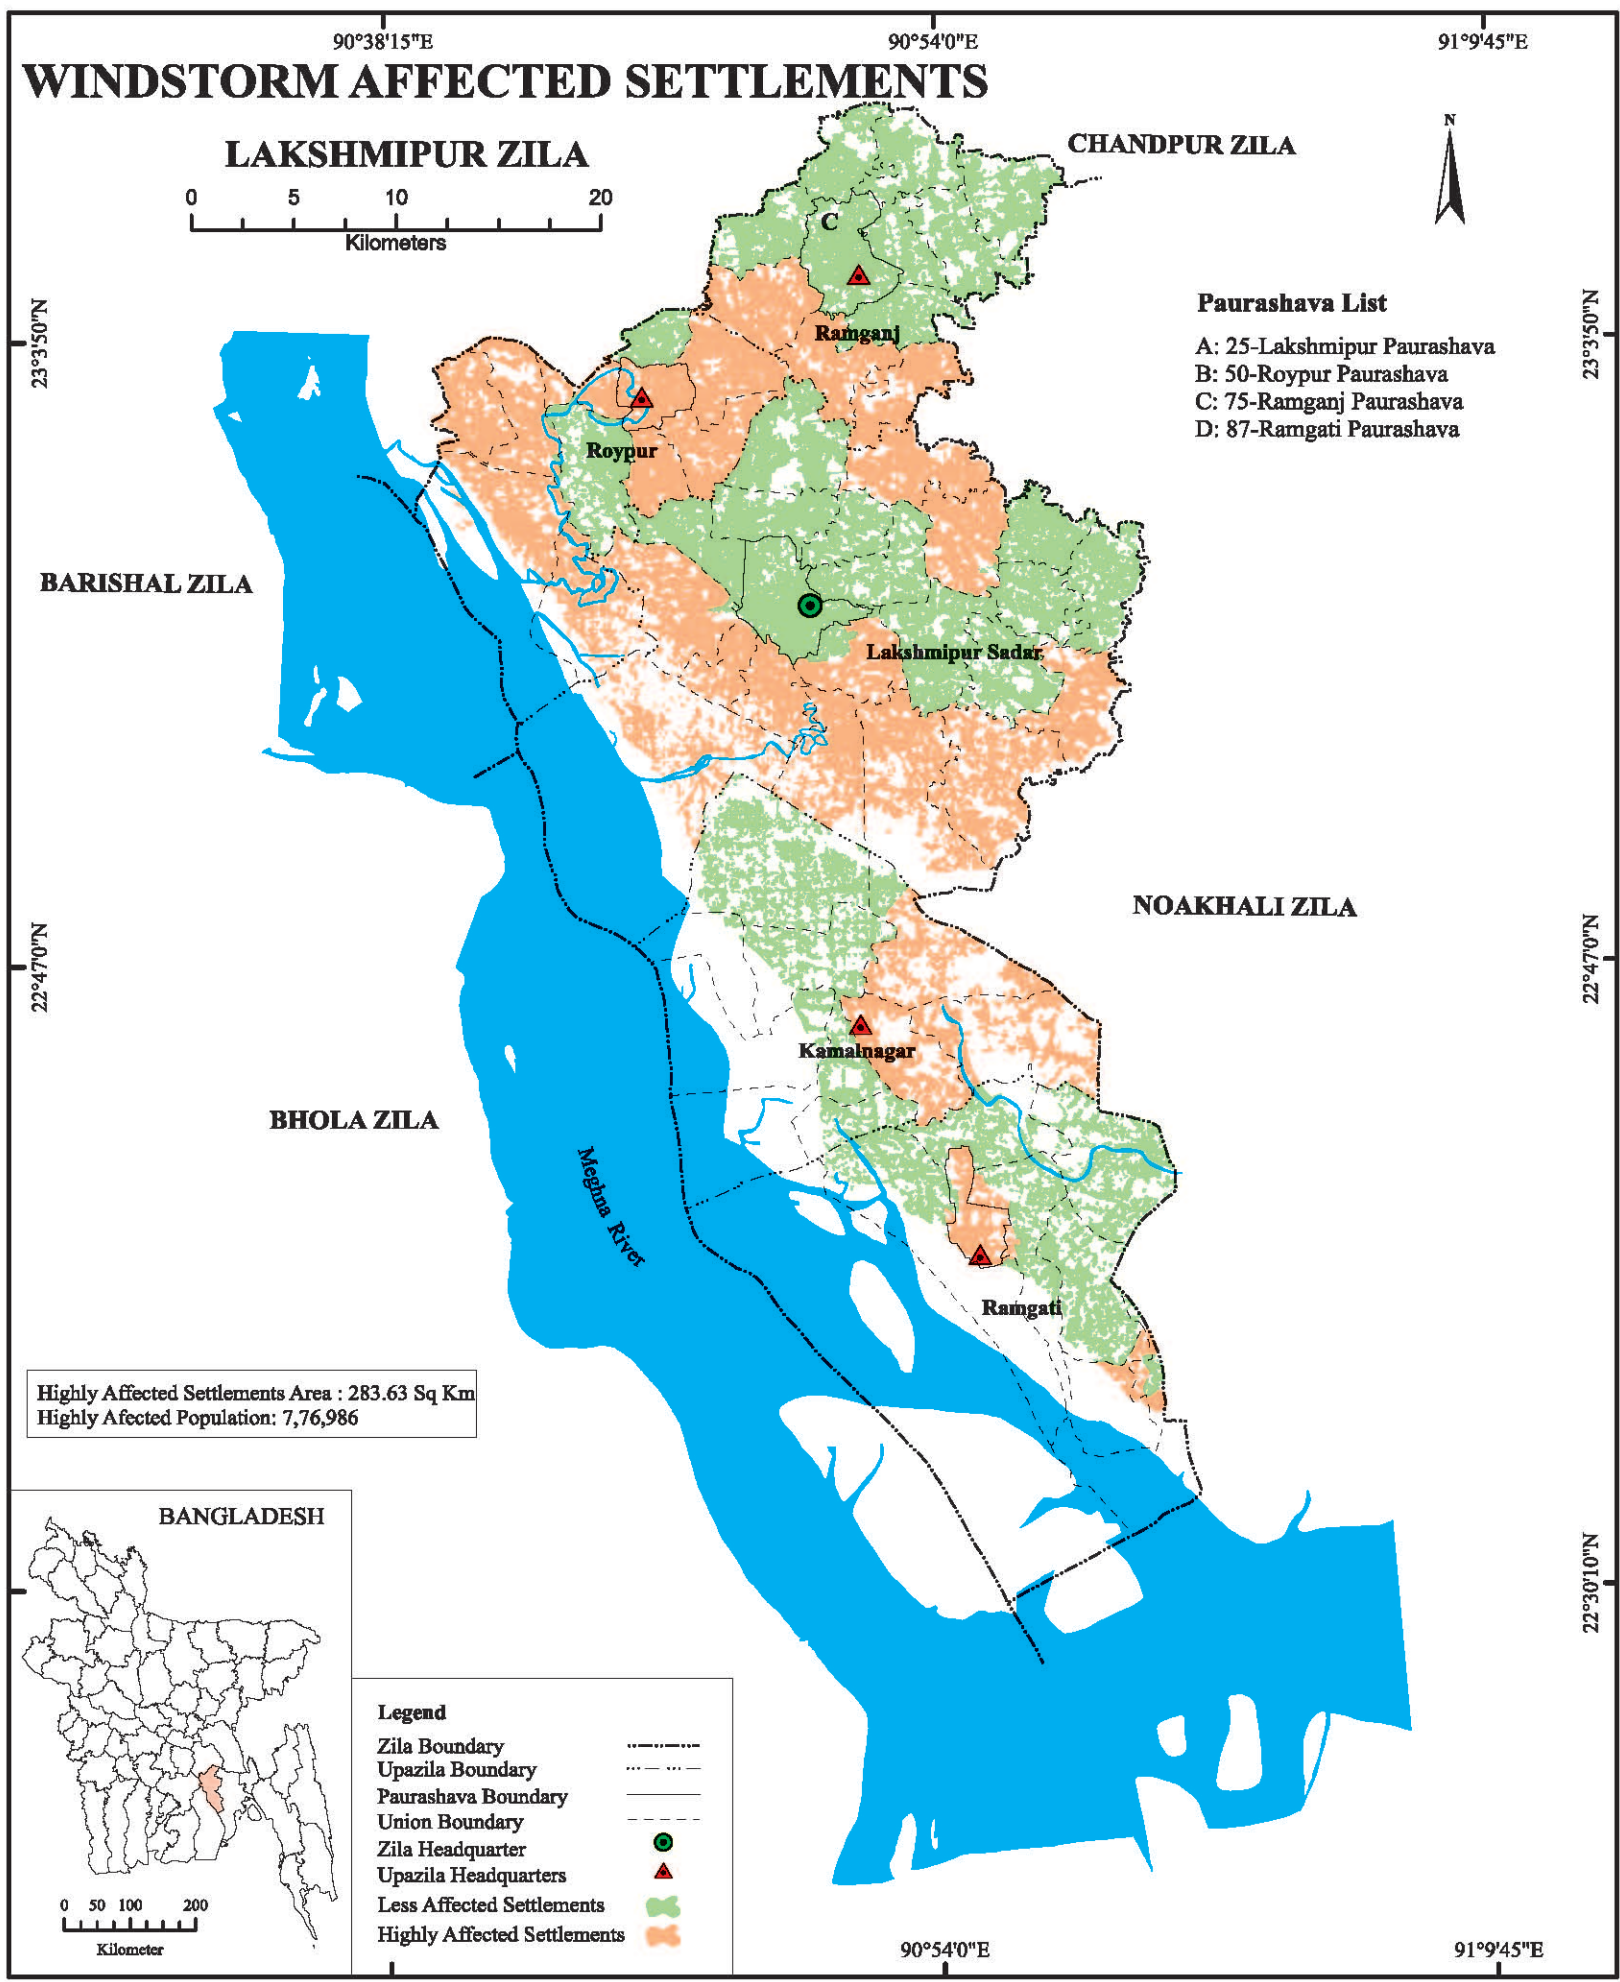 90°38'15"E
90°54'0"E
91°9'45"E
WINDSTORM AFFECTED SETTLEMENTS
LAKSHMIPUR ZILA
0 5 10 20
Kilometers
CHANDPUR ZILA
N
C
Ramganj
23°3'50"N
23°3'50"N
Paurashava List
A: 25-Lakshmipur Paurashava
B: 50-Roypur Paurashava
C: 75-Ramganj Paurashava
D: 87-Ramgati Paurashava
Roypur
BARISHAL ZILA
Lakshmipur Sadar
NOAKHALI ZILA
22°47'0"N
22°47'0"N
Kamalnagar
BHOLA ZILA
Meghna River
Ramgati
Highly Affected Settlements Area : 283.63 Sq Km
Highly Afected Population: 7,76,986
22°30'10"N
BANGLADESH
0 50 100 200
Kilometer
Legend
Zila Boundary
Upazila Boundary
Paurashava Boundary
Union Boundary
Zila Headquarter
Upazila Headquarters
Less Affected Settlements
Highly Affected Settlements
90°54'0"E
91°9'45"E